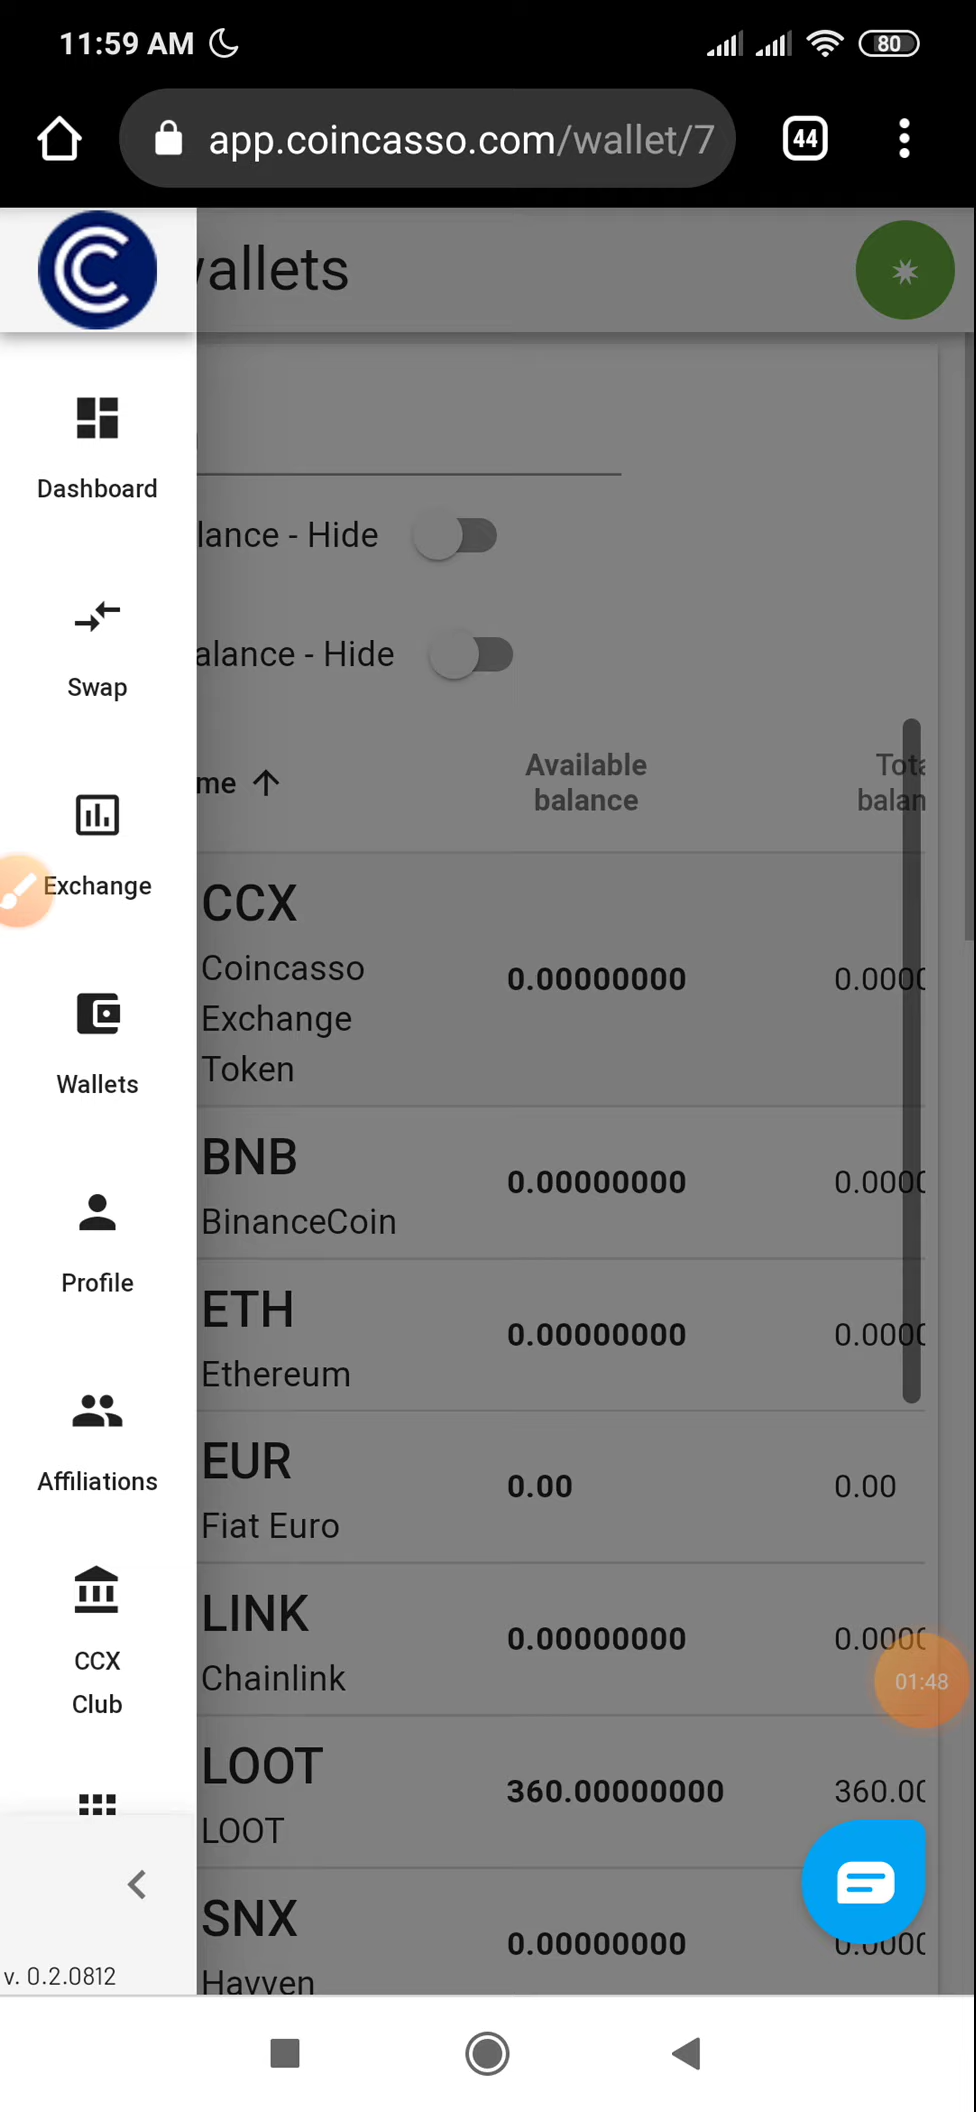 11:59 AM
80
app.coincasso.com/wallet/7
44
allets
Dashboard
lance - Hide
alance - Hide
Swap
me
Available
balance
Tota
balan
Exchange
CCX
Coincasso
Exchange
Token
0.00000000
0.0000
Wallets
BNB
BinanceCoin
0.00000000
0.0000
Profile
ETH
Ethereum
0.00000000
0.0000
Affiliations
EUR
Fiat Euro
0.00
0.00
CCX
Club
LINK
Chainlink
0.00000000
0.0000
01:48
LOOT
LOOT
360.00000000
360.00
SNX
Havven
0.00000000
0.0000
v. 0.2.0812